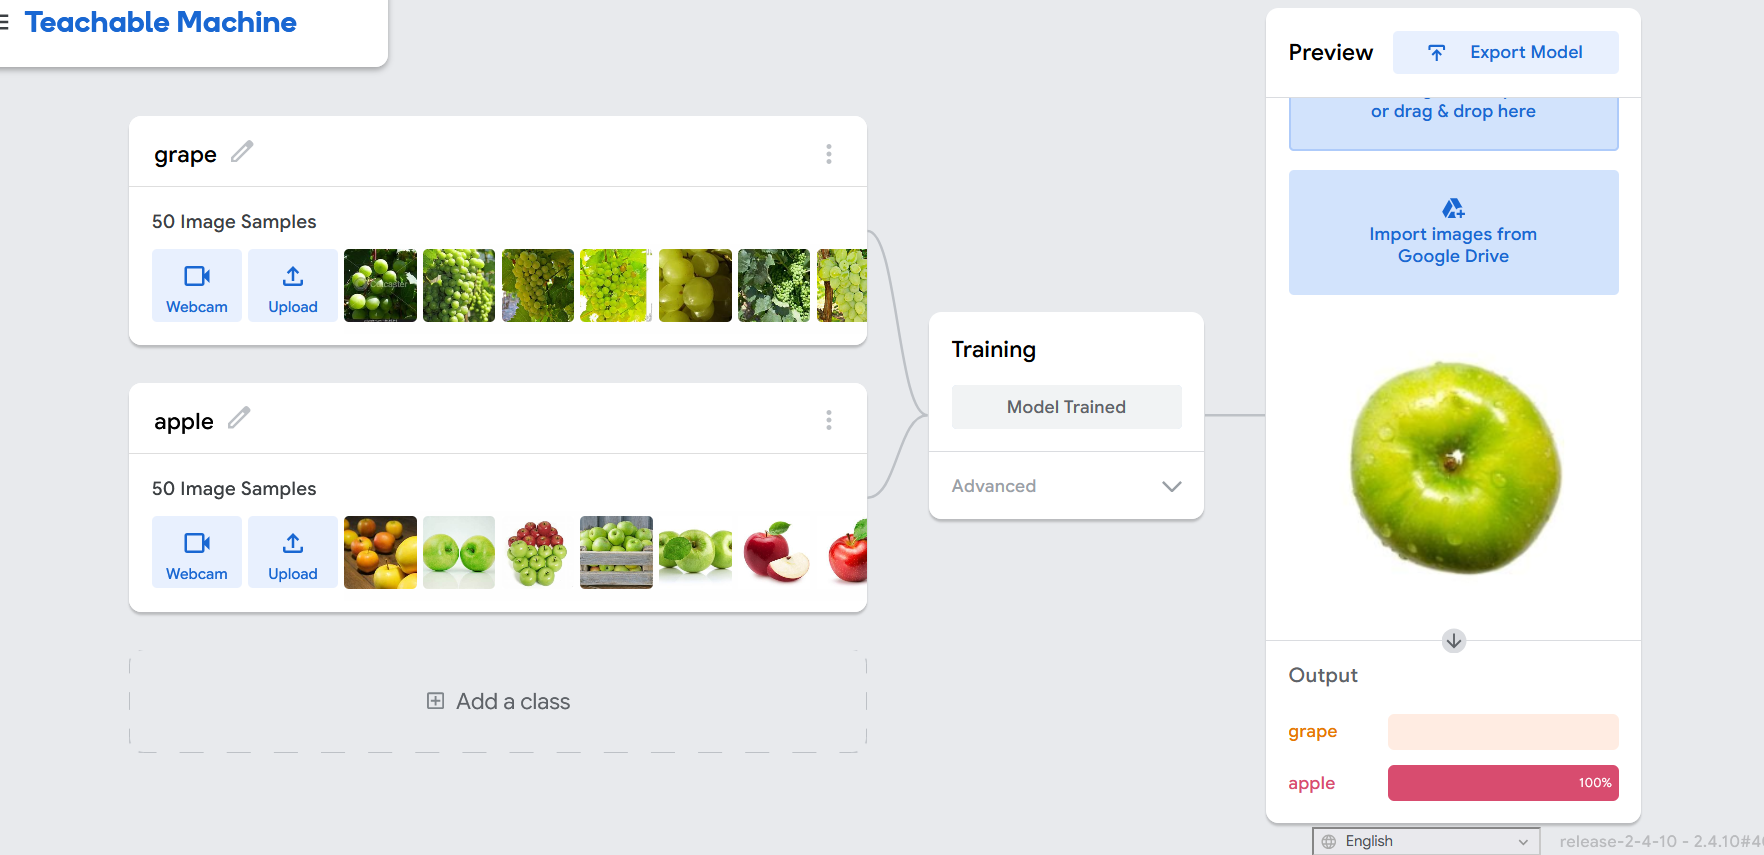 Teachable Machine
grape
50 Image Samples
Webcam
Upload
apple
50 Image Samples
Webcam
Upload
Add a class
Training
Model Trained
Advanced
Preview
Export Model
or drag & drop here
Import images from
Google Drive
Output
grape
apple
100%
English
release-2-4-10 - 2.4.10#4